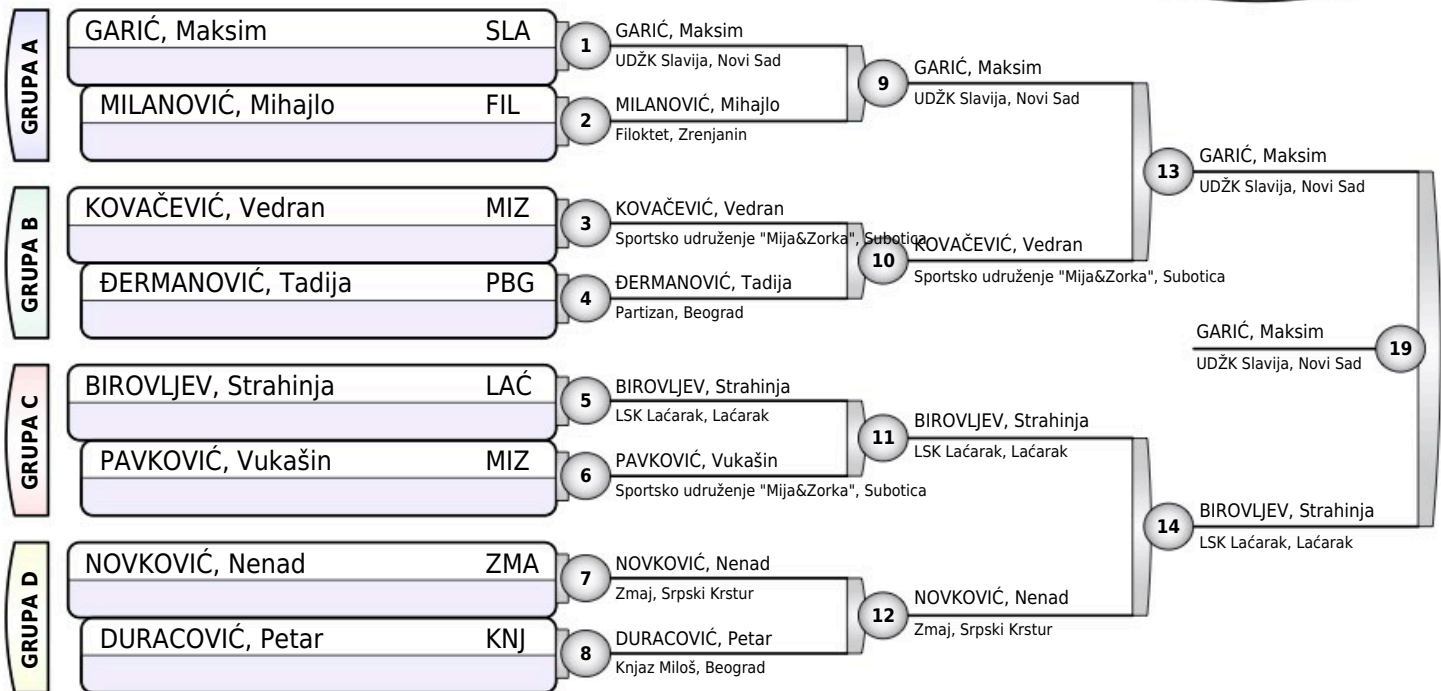 GRUPA A
GARIĆ, Maksim SLA
MILANOVIĆ, Mihajlo FIL
1
GARIĆ, Maksim
UDŽK Slavija, Novi Sad
2
MILANOVIĆ, Mihajlo
Filoktet, Zrenjanin
9
GARIĆ, Maksim
UDŽK Slavija, Novi Sad
GRUPA B
KOVAČEVIĆ, Vedran MIZ
ĐERMANOVIĆ, Tadija PBG
3
KOVAČEVIĆ, Vedran
Sportsko udruženje "Mija&Zorka", Subotica
4
ĐERMANOVIĆ, Tadija
Partizan, Beograd
10
KOVAČEVIĆ, Vedran
Sportsko udruženje "Mija&Zorka", Subotica
13
GARIĆ, Maksim
UDŽK Slavija, Novi Sad
GARIĆ, Maksim
UDŽK Slavija, Novi Sad
19
GRUPA C
BIROVLJEV, Strahinja LAĆ
PAVKOVIĆ, Vukašin MIZ
5
BIROVLJEV, Strahinja
LSK Laćarak, Laćarak
6
PAVKOVIĆ, Vukašin
Sportsko udruženje "Mija&Zorka", Subotica
11
BIROVLJEV, Strahinja
LSK Laćarak, Laćarak
14
BIROVLJEV, Strahinja
LSK Laćarak, Laćarak
GRUPA D
NOVKOVIĆ, Nenad ZMA
DURACOVIĆ, Petar KNJ
7
NOVKOVIĆ, Nenad
Zmaj, Srpski Krstur
8
DURACOVIĆ, Petar
Knjaz Miloš, Beograd
12
NOVKOVIĆ, Nenad
Zmaj, Srpski Krstur